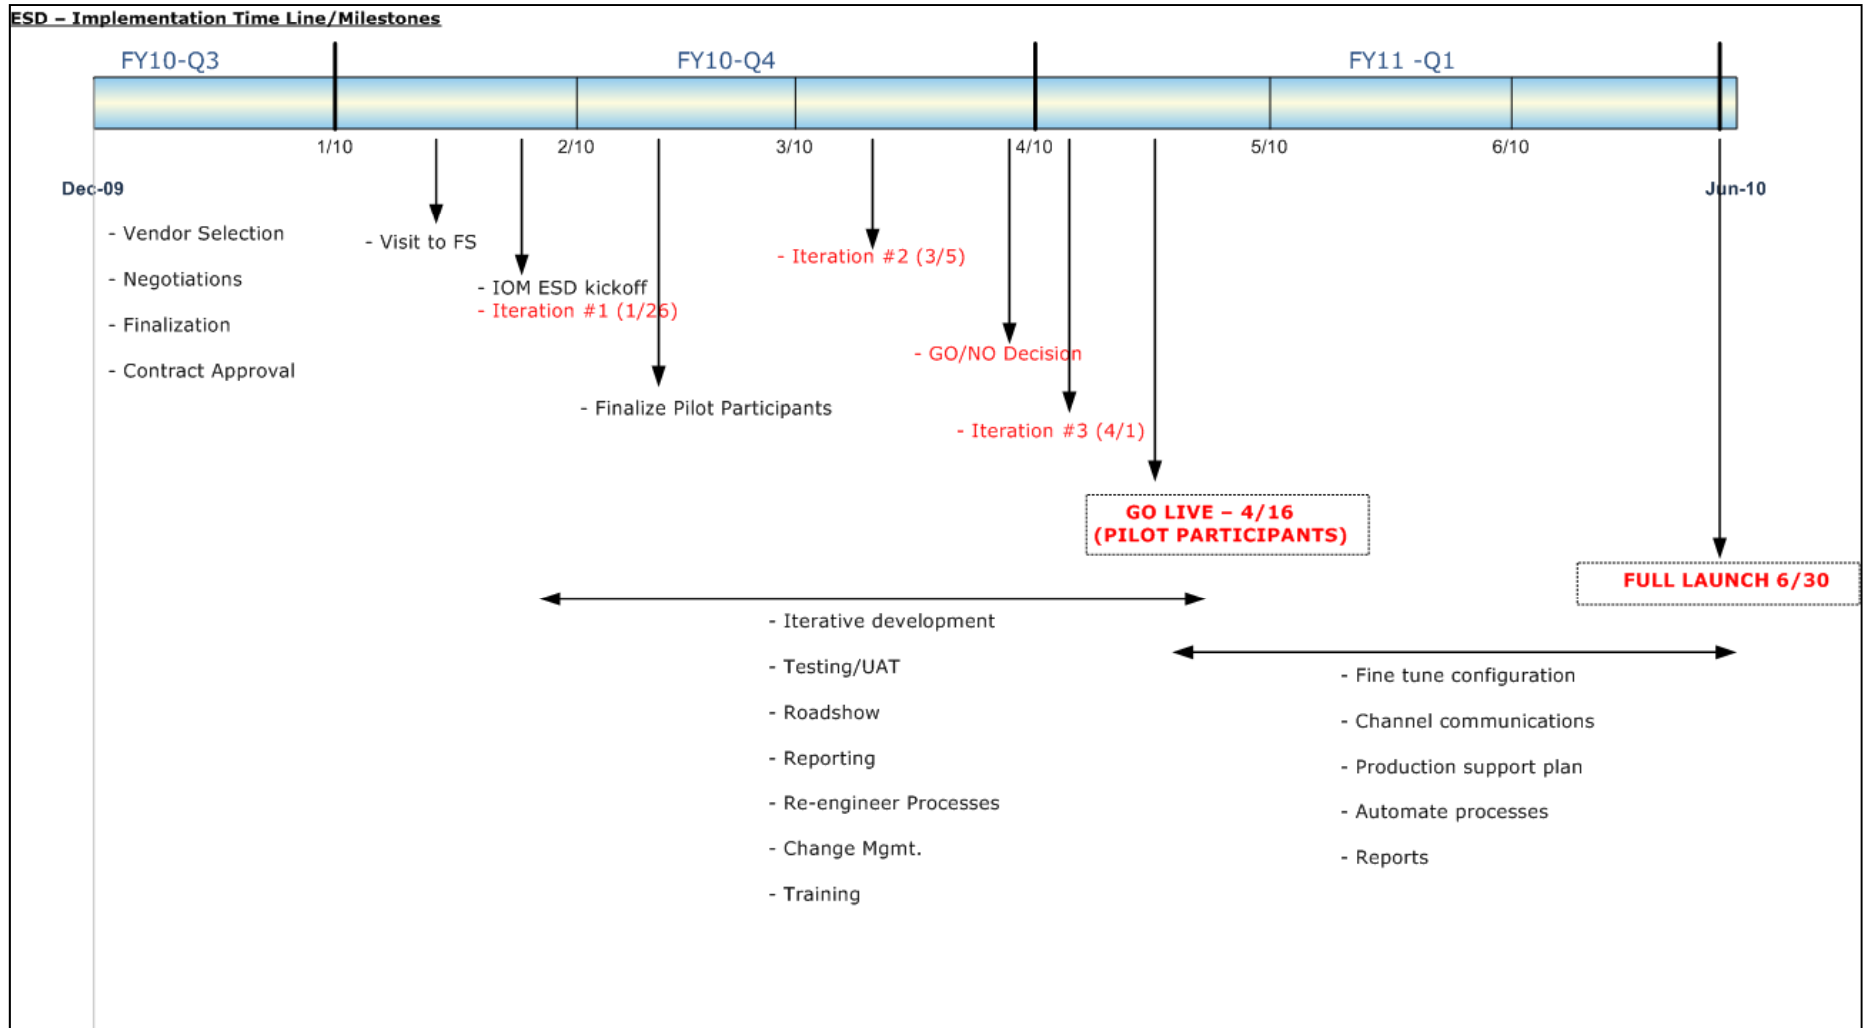 ESD – Implementation Time Line/Milestones
FY10-Q3
FY10-Q4
FY11 -Q1
1/10
2/10
3/10
4/10
5/10
6/10
Dec-09
Jun-10
- Vendor Selection
- Negotiations
- Finalization
- Contract Approval
- Visit to FS
- IOM ESD kickoff
- Iteration #1 (1/26)
- Finalize Pilot Participants
- Iteration #2 (3/5)
- GO/NO Decision
- Iteration #3 (4/1)
GO LIVE – 4/16
(PILOT PARTICIPANTS)
FULL LAUNCH 6/30
- Iterative development
- Testing/UAT
- Roadshow
- Reporting
- Re-engineer Processes
- Change Mgmt.
- Training
- Fine tune configuration
- Channel communications
- Production support plan
- Automate processes
- Reports